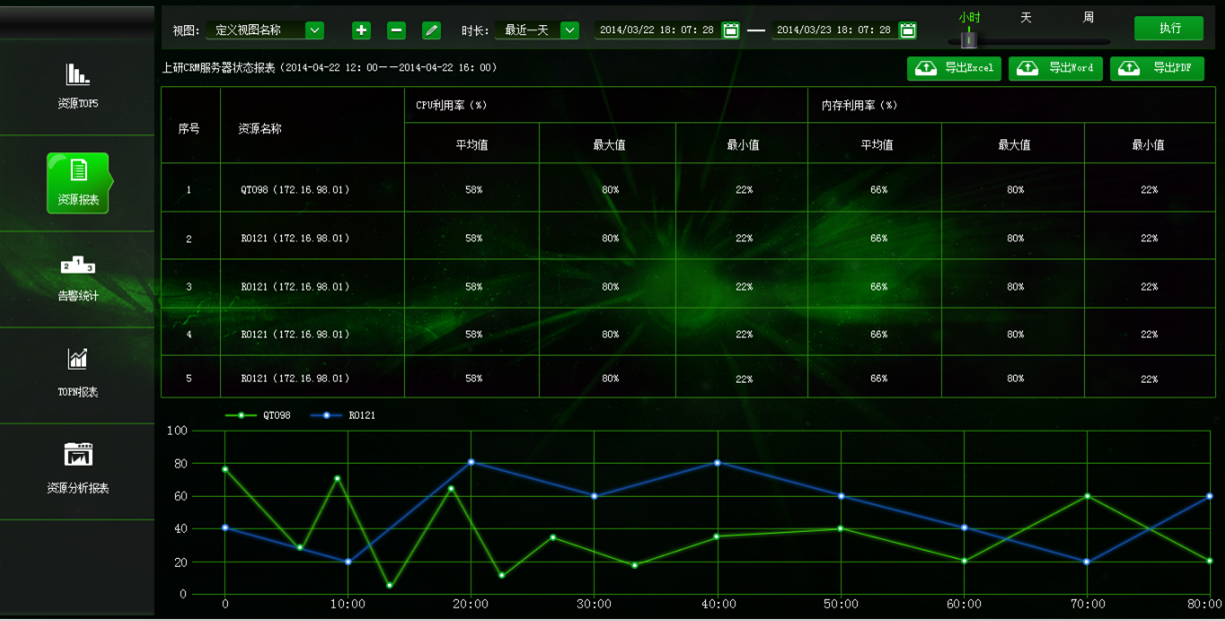 视图: 定义视图名称 时长: 最近一天 2014/03/22 18: 07: 28 — 2014/03/23 18: 07: 28 小时 天 周 执行
上研CRM服务器状态报表（2014-04-22 12: 00——2014-04-22 16: 00） 导出Excel 导出Word 导出PDF
资源TOP5
资源报表
告警统计
TOPN报表
资源分析报表
序号 资源名称 CPU利用率（%） 内存利用率（%）
平均值 最大值 最小值 平均值 最大值 最小值
1 QT098（172.16.98.01） 58% 80% 22% 66% 80% 22%
2 R0121（172.16.98.01） 58% 80% 22% 66% 80% 22%
3 R0121（172.16.98.01） 58% 80% 22% 66% 80% 22%
4 R0121（172.16.98.01） 58% 80% 22% 66% 80% 22%
5 R0121（172.16.98.01） 58% 80% 22% 66% 80% 22%
QT098 R0121
100
80
60
40
20
0
0 10:00 20:00 30:00 40:00 50:00 60:00 70:00 80:00